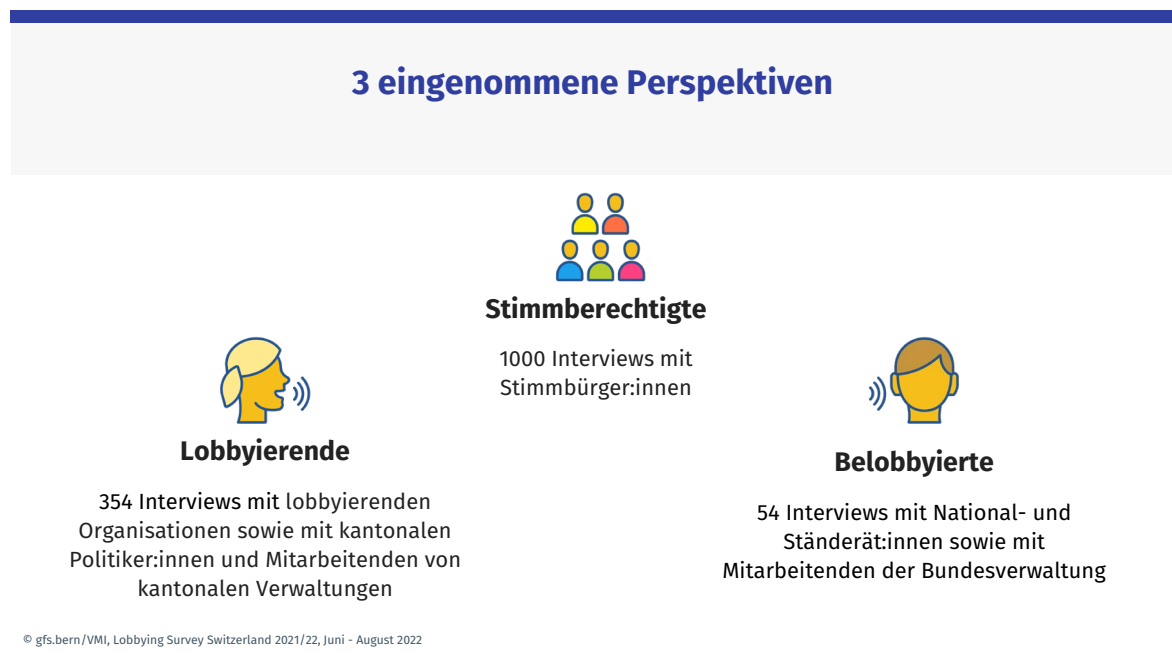 3 eingenommene Perspektiven
Stimmberechtigte
1000 Interviews mit
Stimmbürger:innen
Lobbyierende
354 Interviews mit lobbyierenden
Organisationen sowie mit kantonalen
Politiker:innen und Mitarbeitenden von
kantonalen Verwaltungen
Belobbyierte
54 Interviews mit National- und
Ständerät:innen sowie mit
Mitarbeitenden der Bundesverwaltung
© gfs.bern/VMI, Lobbying Survey Switzerland 2021/22, Juni - August 2022